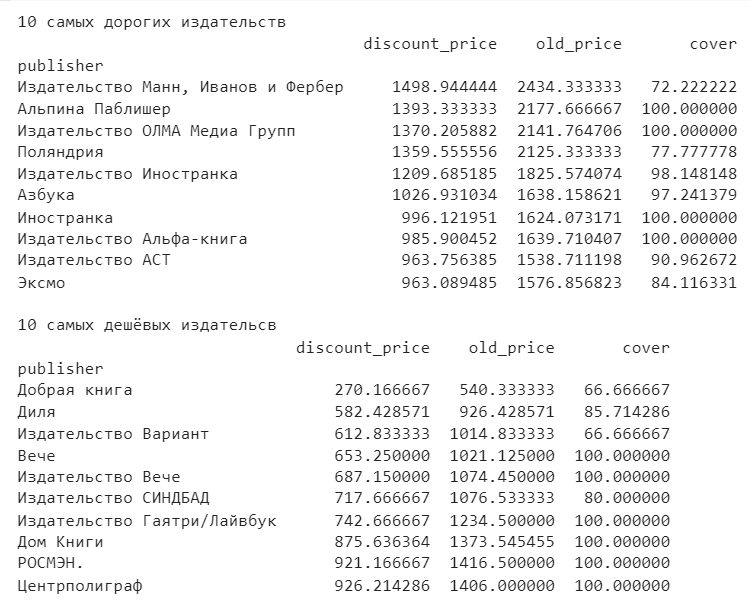 10 самых дорогих издательств
discount_price old_price cover
publisher
Издательство Манн, Иванов и Фербер 1498.944444 2434.333333 72.222222
Альпина Паблишер 1393.333333 2177.666667 100.000000
Издательство ОЛМА Медиа Групп 1370.205882 2141.764706 100.000000
Поляндрия 1359.555556 2125.333333 77.777778
Издательство Иностранка 1209.685185 1825.574074 98.148148
Азбука 1026.931034 1638.158621 97.241379
Иностранка 996.121951 1624.073171 100.000000
Издательство Альфа-книга 985.900452 1639.710407 100.000000
Издательство АСТ 963.756385 1538.711198 90.962672
Эксмо 963.089485 1576.856823 84.116331
10 самых дешёвых издательсв
discount_price old_price cover
publisher
Добрая книга 270.166667 540.333333 66.666667
Диля 582.428571 926.428571 85.714286
Издательство Вариант 612.833333 1014.833333 66.666667
Вече 653.250000 1021.125000 100.000000
Издательство Вече 687.150000 1074.450000 100.000000
Издательство СИНДБАД 717.666667 1076.533333 80.000000
Издательство Гаятри/Лайвбук 742.666667 1234.500000 100.000000
Дом Книги 875.636364 1373.545455 100.000000
РОСМЭН. 921.166667 1416.500000 100.000000
Центрполиграф 926.214286 1406.000000 100.000000